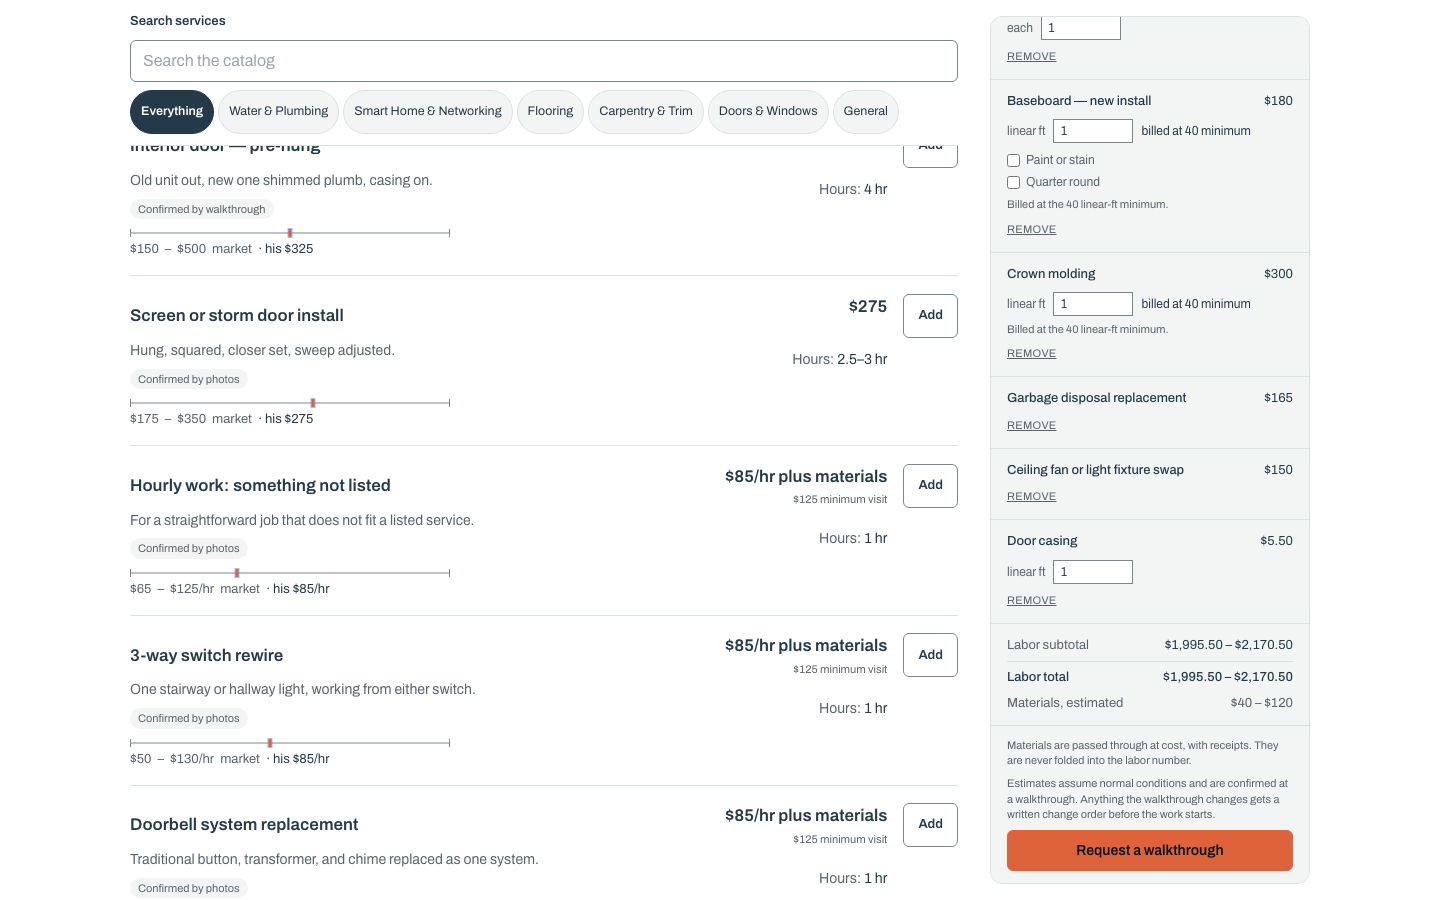 Search services
Search the catalog
Everything
Water & Plumbing
Smart Home & Networking
Flooring
Carpentry & Trim
Doors & Windows
General
Interior door — pre-hung
Add
Old unit out, new one shimmed plumb, casing on.
Hours: 4 hr
Confirmed by walkthrough
$150 – $500 market · his $325
Screen or storm door install
$275
Add
Hung, squared, closer set, sweep adjusted.
Hours: 2.5–3 hr
Confirmed by photos
$175 – $350 market · his $275
Hourly work: something not listed
$85/hr plus materials
$125 minimum visit
Add
For a straightforward job that does not fit a listed service.
Hours: 1 hr
Confirmed by photos
$65 – $125/hr market · his $85/hr
3-way switch rewire
$85/hr plus materials
$125 minimum visit
Add
One stairway or hallway light, working from either switch.
Hours: 1 hr
Confirmed by photos
$50 – $130/hr market · his $85/hr
Doorbell system replacement
$85/hr plus materials
$125 minimum visit
Add
Traditional button, transformer, and chime replaced as one system.
Hours: 1 hr
Confirmed by photos
each 1
REMOVE
Baseboard — new install $180
linear ft 1 billed at 40 minimum
Paint or stain
Quarter round
Billed at the 40 linear-ft minimum.
REMOVE
Crown molding $300
linear ft 1 billed at 40 minimum
Billed at the 40 linear-ft minimum.
REMOVE
Garbage disposal replacement $165
REMOVE
Ceiling fan or light fixture swap $150
REMOVE
Door casing $5.50
linear ft 1
REMOVE
Labor subtotal $1,995.50 – $2,170.50
Labor total $1,995.50 – $2,170.50
Materials, estimated $40 – $120
Materials are passed through at cost, with receipts. They
are never folded into the labor number.
Estimates assume normal conditions and are confirmed at
a walkthrough. Anything the walkthrough changes gets a
written change order before the work starts.
Request a walkthrough